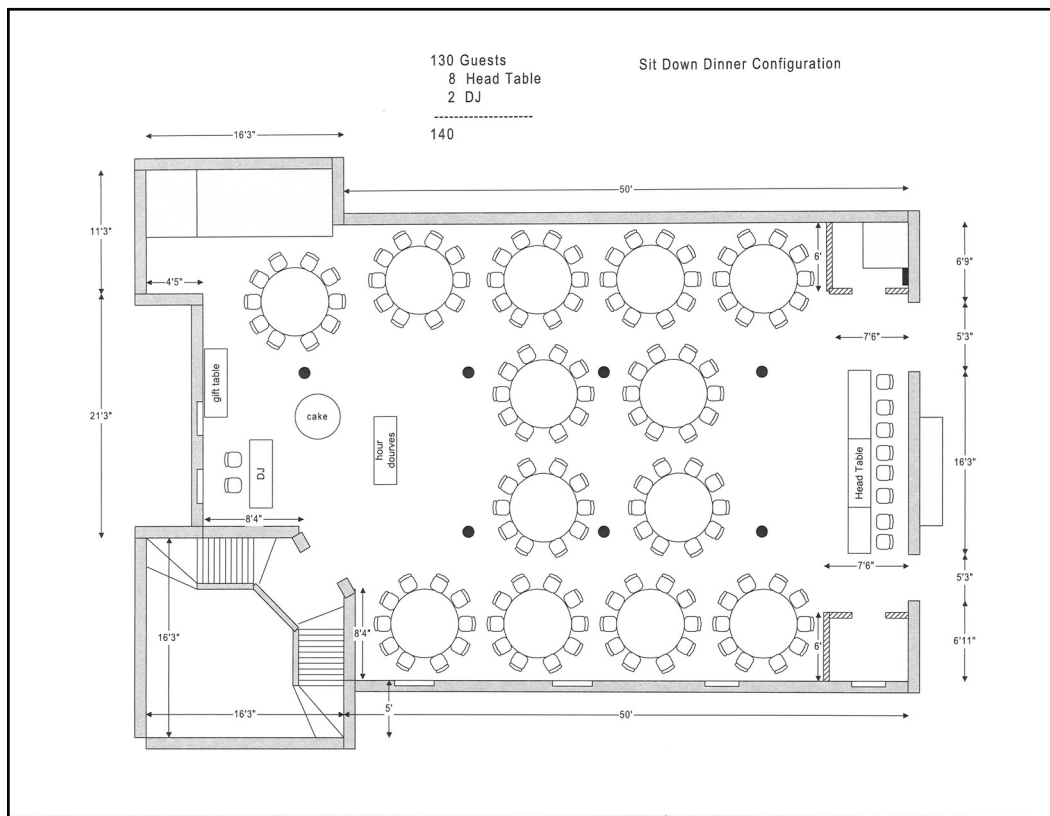 130 Guests
8 Head Table
2 DJ
--------------------
140
Sit Down Dinner Configuration
16'3"
50'
11'3"
6'
6'9"
4'5"
7'6"
5'3"
gift table
cake
21'3"
hour
dourves
DJ
Head Table
16'3"
8'4"
7'6"
5'3"
16'3"
8'4"
6'
6'11"
16'3"
5'
50'